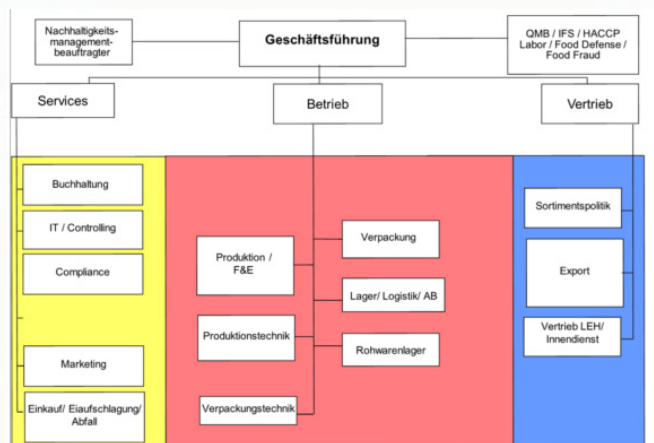 Nachhaltigkeits-
management-
beauftragter
Geschäftsführung
QMB / IFS / HACCP
Labor / Food Defense /
Food Fraud
Services
Betrieb
Vertrieb
Buchhaltung
IT / Controlling
Compliance
Marketing
Einkauf/ Eiaufschlagung/
Abfall
Produktion /
F&E
Produktionstechnik
Verpackungstechnik
Verpackung
Lager/ Logistik/ AB
Rohwarenlager
Sortimentspolitik
Export
Vertrieb LEH/
Innendienst